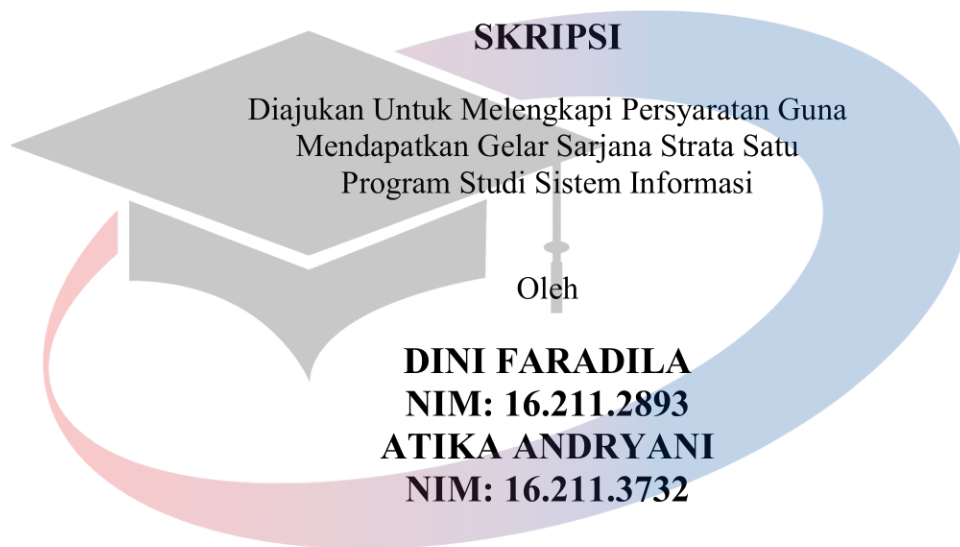 SKRIPSI
Diajukan Untuk Melengkapi Persyaratan Guna
Mendapatkan Gelar Sarjana Strata Satu
Program Studi Sistem Informasi
Oleh
DINI FARADILA
NIM: 16.211.2893
ATIKA ANDRYANI
NIM: 16.211.3732